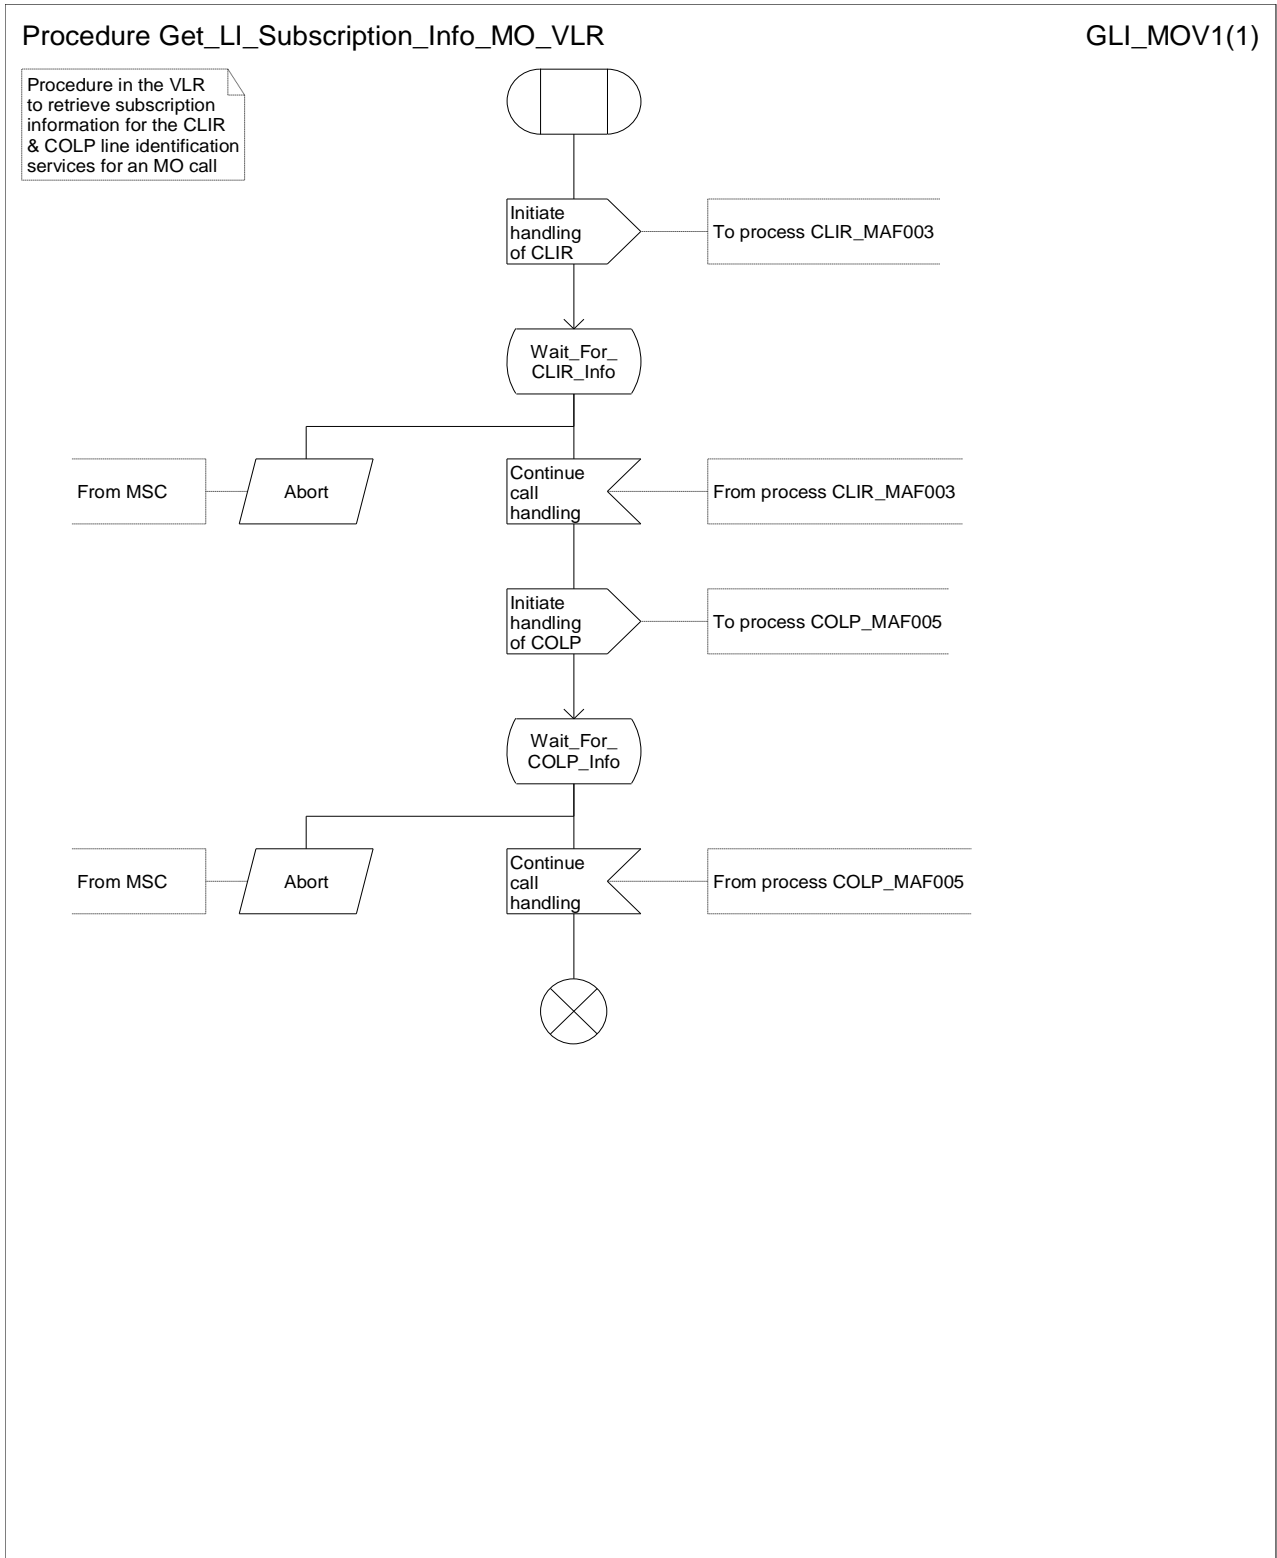 Procedure Get_LI_Subscription_Info_MO_VLR
GLI_MOV1(1)
Procedure in the VLR
to retrieve subscription
information for the CLIR
& COLP line identification
services for an MO call
Initiate
handling
of CLIR
To process CLIR_MAF003
Wait_For_
CLIR_Info
From MSC
Abort
Continue
call
handling
From process CLIR_MAF003
Initiate
handling
of COLP
To process COLP_MAF005
Wait_For_
COLP_Info
From MSC
Abort
Continue
call
handling
From process COLP_MAF005